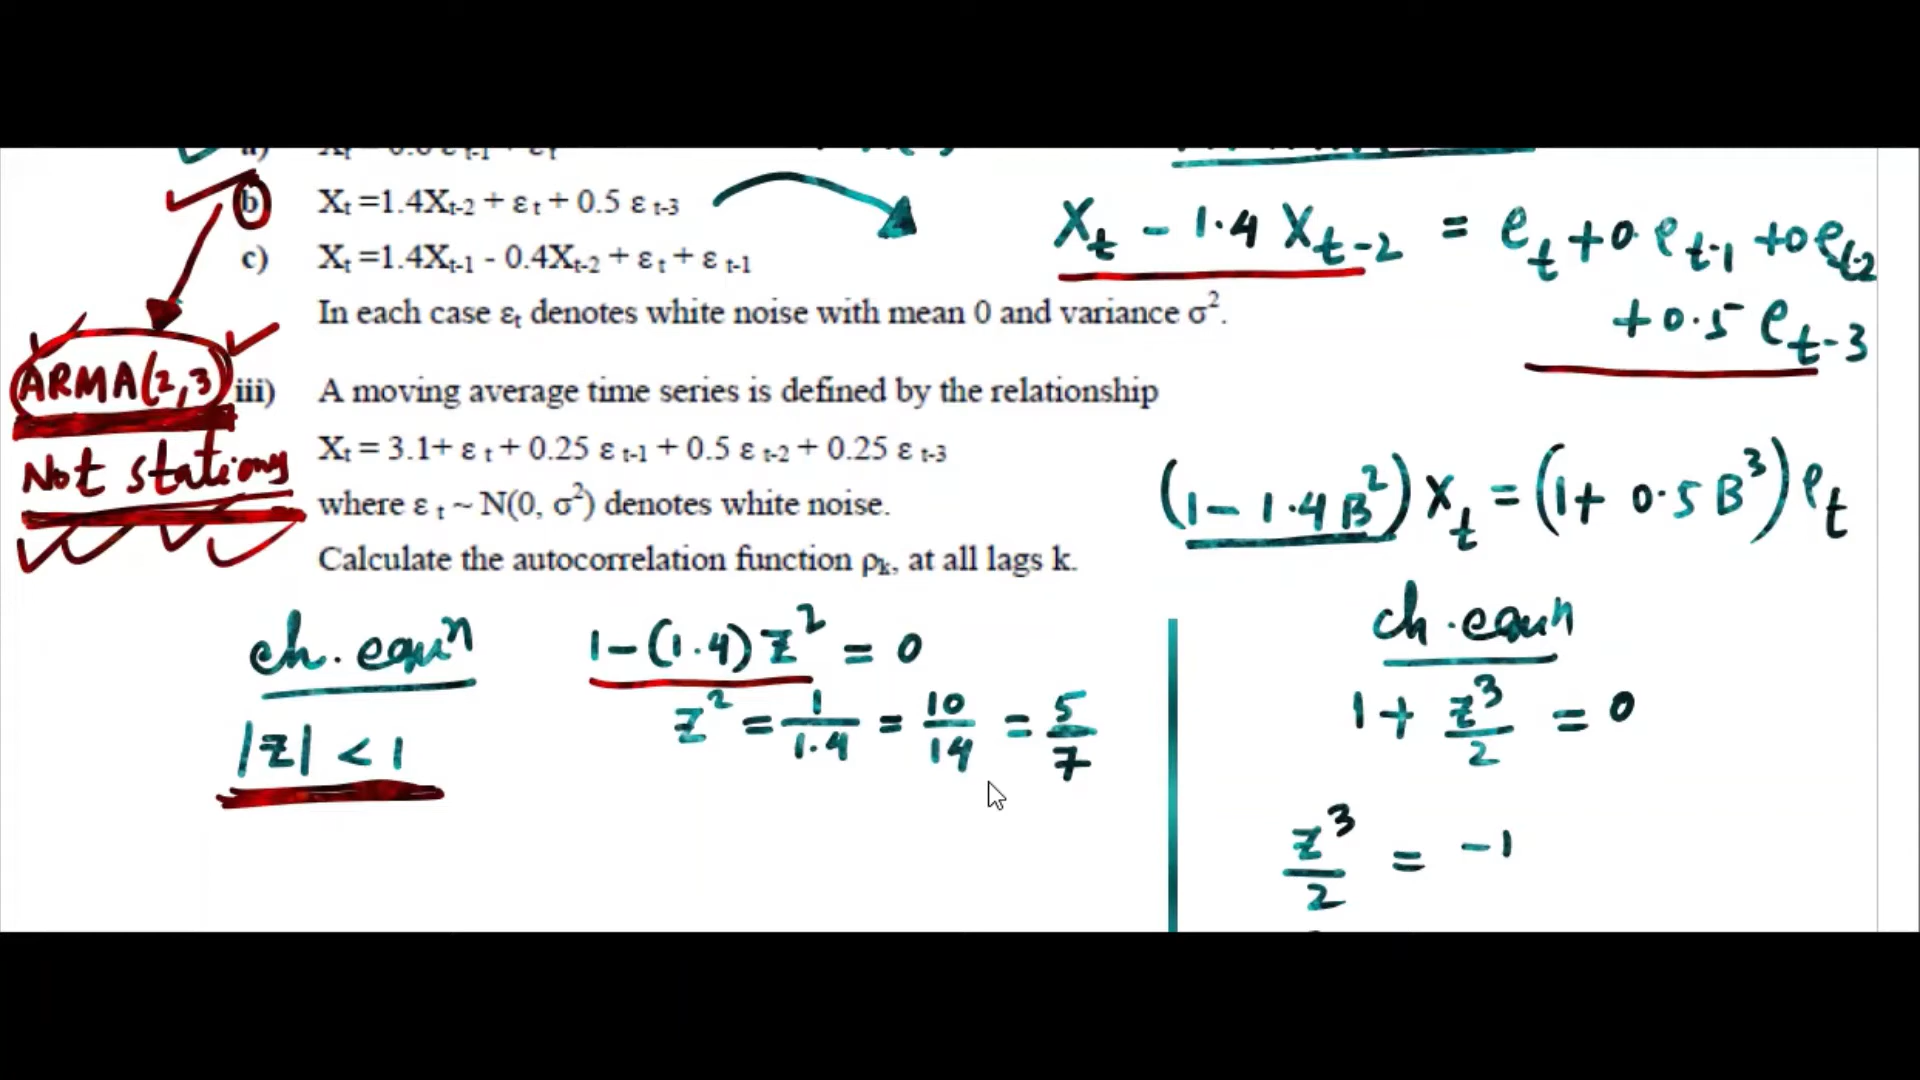 b) Xₜ =1.4Xₜ₋₂ + εₜ + 0.5 εₜ₋₃
c) Xₜ =1.4Xₜ₋₁ - 0.4Xₜ₋₂ + εₜ + εₜ₋₁
In each case εₜ denotes white noise with mean 0 and variance σ².
iii) A moving average time series is defined by the relationship
Xₜ = 3.1+ εₜ + 0.25 εₜ₋₁ + 0.5 εₜ₋₂ + 0.25 εₜ₋₃
where εₜ ~ N(0, σ²) denotes white noise.
Calculate the autocorrelation function ρₖ, at all lags k.
ARMA(2,3)
Not stationy
Xₜ - 1.4 Xₜ₋₂ = eₜ + 0. eₜ₋₁ + 0 eₜ₋₂
+ 0.5 eₜ₋₃
(1 - 1.4B²) Xₜ = (1 + 0.5 B³) eₜ
ch. equⁿ
|z| < 1
1 - (1.4) z² = 0
z² = 1/1.4 = 10/14 = 5/7
ch. equn
1 + z³/2 = 0
z³/2 = -1